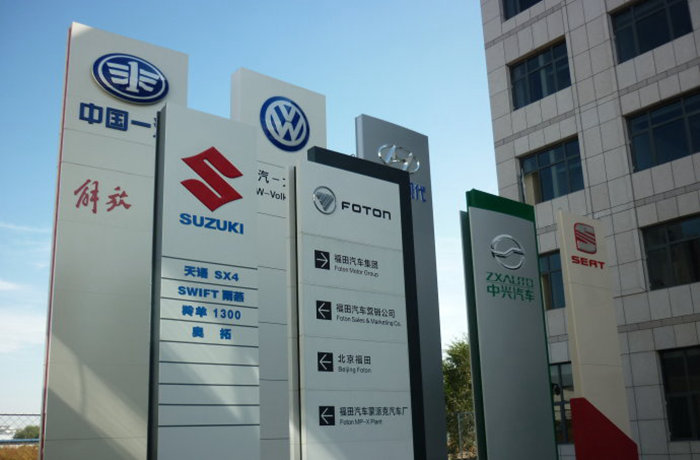 中国一汽
解放
SUZUKI
天语 SX4
SWIFT 雨燕
羚羊 1300
奥拓
汽-大
W-Volk
FOTON
福田汽车集团
Foton Motor Group
福田汽车营销公司
Foton Sales & Marketing Co.
北京福田
Beijing Foton
福田汽车蒙派克汽车厂
Foton MP-X Plant
代
ZXAUTO
中兴汽车
SEAT